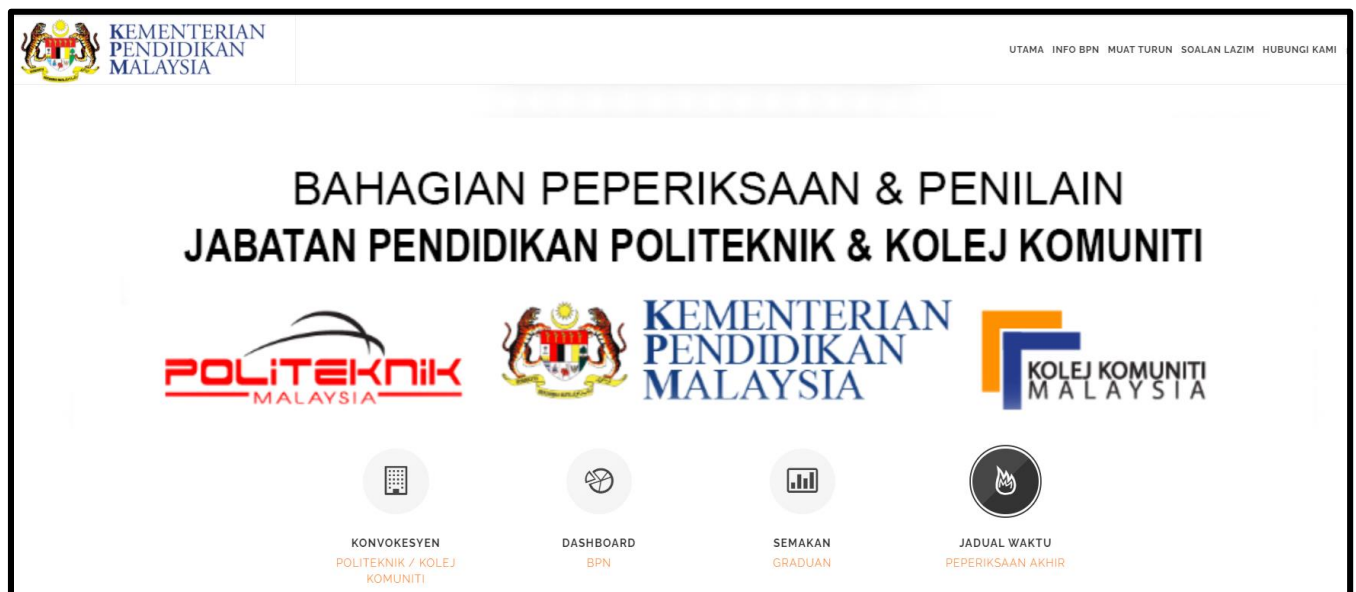 KEMENTERIAN
PENDIDIKAN
MALAYSIA
UTAMA INFO BPN MUAT TURUN SOALAN LAZIM HUBUNGI KAMI
BAHAGIAN PEPERIKSAAN & PENILAIN
JABATAN PENDIDIKAN POLITEKNIK & KOLEJ KOMUNITI
POLiTEKniK
MALAYSIA
KEMENTERIAN
PENDIDIKAN
MALAYSIA
KOLEJ KOMUNITI
MALAYSIA
KONVOKESYEN
POLITEKNIK / KOLEJ
KOMUNITI
DASHBOARD
BPN
SEMAKAN
GRADUAN
JADUAL WAKTU
PEPERIKSAAN AKHIR